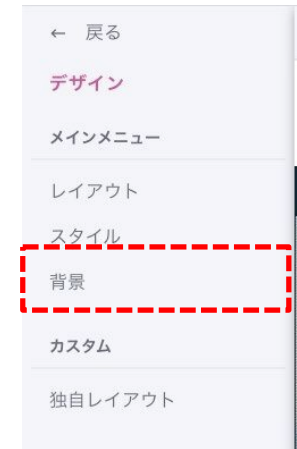 ← 戻る
デザイン
メインメニュー
レイアウト
スタイル
背景
カスタム
独自レイアウト